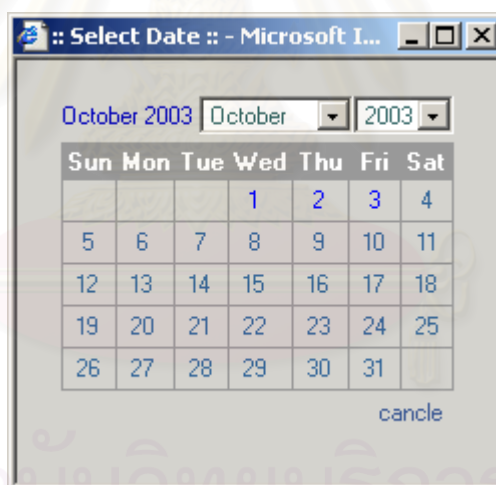 :: Select Date :: - Microsoft I...
October 2003 October 2003
Sun Mon Tue Wed Thu Fri Sat
1 2 3 4
5 6 7 8 9 10 11
12 13 14 15 16 17 18
19 20 21 22 23 24 25
26 27 28 29 30 31
cancle